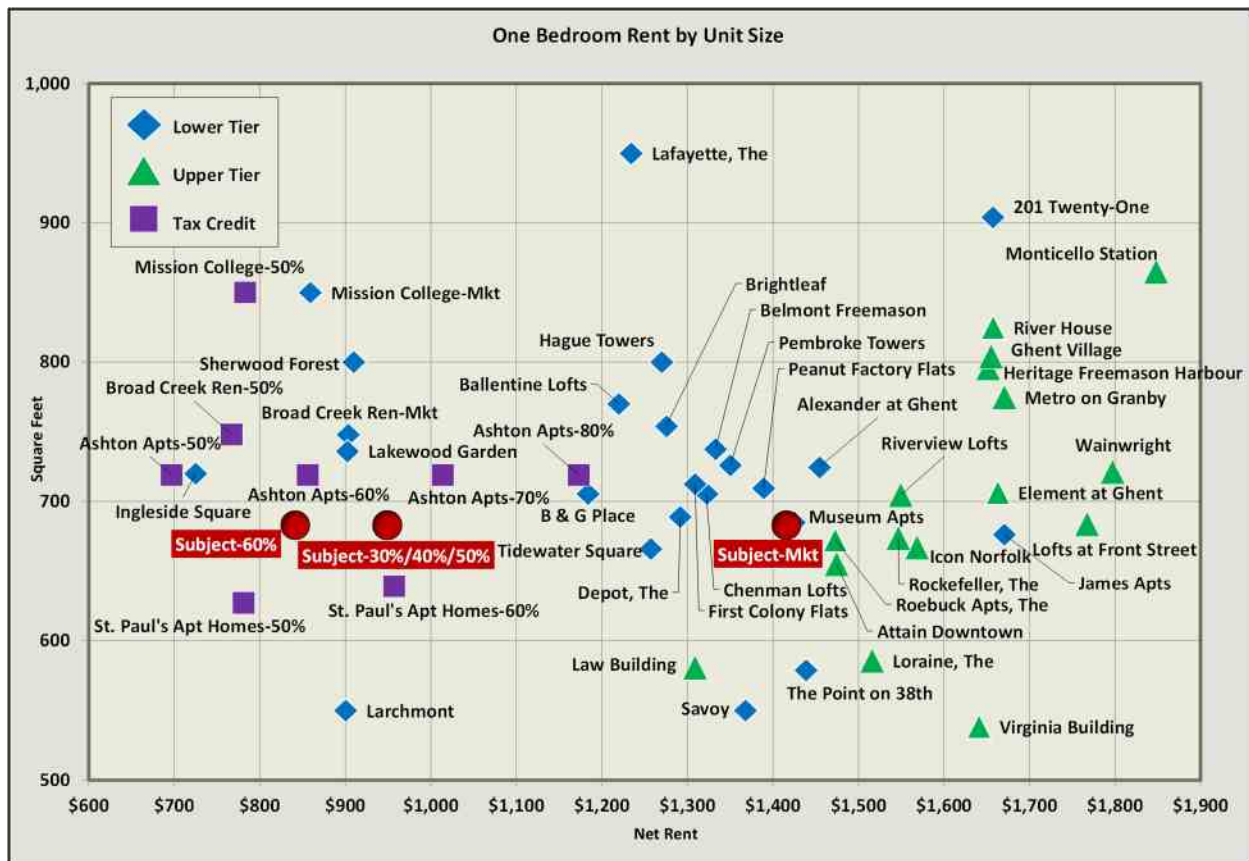 One Bedroom Rent by Unit Size
1,000
Lower Tier
Upper Tier
Tax Credit
Lafayette, The
900
201 Twenty-One
Monticello Station
Mission College-50%
Mission College-Mkt
Brightleaf
Belmont Freemason
River House
Hague Towers
Pembroke Towers
Ghent Village
800
Sherwood Forest
Peanut Factory Flats
Heritage Freemason Harbour
Broad Creek Ren-50%
Ballentine Lofts
Metro on Granby
Alexander at Ghent
Broad Creek Ren-Mkt
Ashton Apts-80%
Riverview Lofts
Ashton Apts-50%
Lakewood Garden
Wainwright
Square Feet
700
Ashton Apts-60%
Ashton Apts-70%
Element at Ghent
Ingleside Square
B & G Place
Museum Apts
Subject-60%
Subject-30%/40%/50%
Tidewater Square
Subject-Mkt
Icon Norfolk
Lofts at Front Street
Depot, The
Chenman Lofts
Rockefeller, The
James Apts
St. Paul's Apt Homes-60%
First Colony Flats
Roebuck Apts, The
St. Paul's Apt Homes-50%
Attain Downtown
600
Law Building
Loraine, The
The Point on 38th
Larchmont
Savoy
Virginia Building
500
$600
$700
$800
$900
$1,000
$1,100
$1,200
$1,300
$1,400
$1,500
$1,600
$1,700
$1,800
$1,900
Net Rent